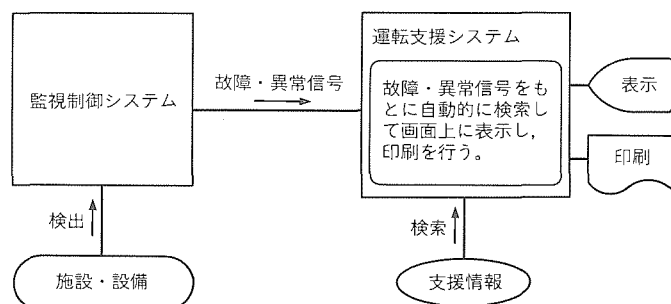 運転支援システム
監視制御システム
故障・異常信号
故障・異常信号をも
とに自動的に検索し
て画面上に表示し,
印刷を行う。
表示
印刷
検出
検索
施設・設備
支援情報